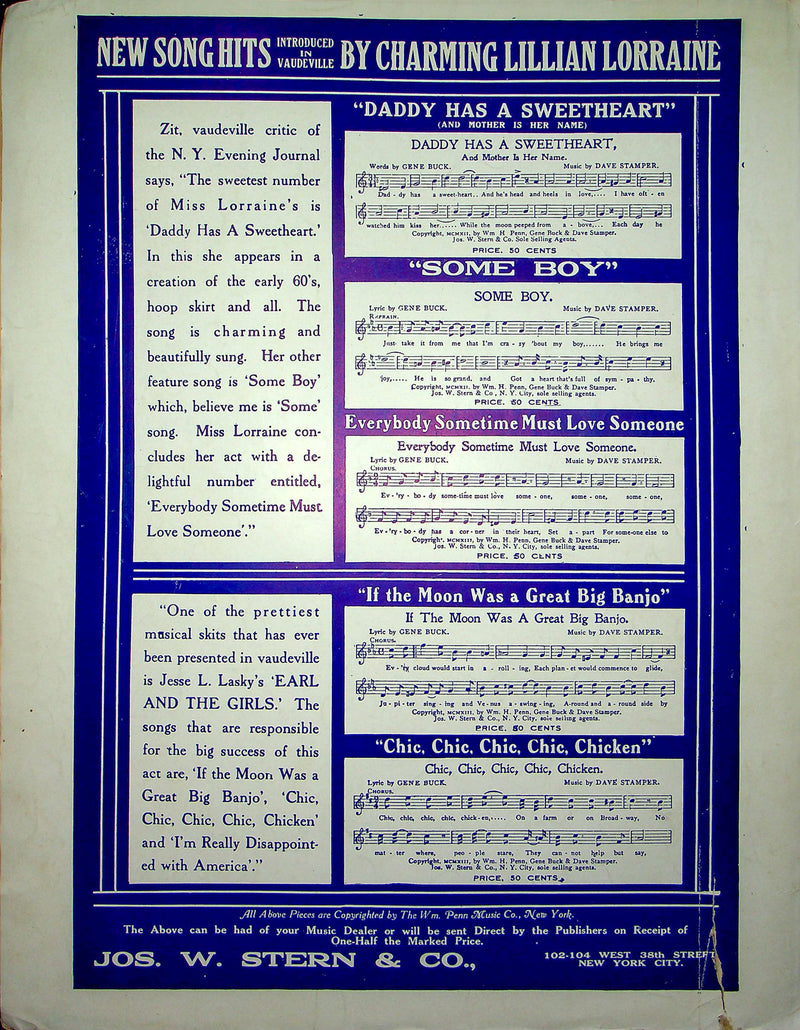 NEW SONG HITS INTRODUCED IN VAUDEVILLE BY CHARMING LILLIAN LORRAINE
Zit, vaudeville critic of
the N. Y. Evening Journal
says, “The sweetest number
of Miss Lorraine's is
‘Daddy Has A Sweetheart.’
In this she appears in a
creation of the early 60's,
hoop skirt and all. The
song is charming and
beautifully sung. Her other
feature song is ‘Some Boy’
which, believe me is ‘Some’
song. Miss Lorraine con-
cludes her act with a de-
lightful number entitled,
‘Everybody Sometime Must
Love Someone’.”
“DADDY HAS A SWEETHEART”
(AND MOTHER IS HER NAME)
DADDY HAS A SWEETHEART,
And Mother Is Her Name.
Words by GENE BUCK. Music by DAVE STAMPER.
Dad - dy has a sweet-heart.. And he's head and heels in love,.... I have oft - en
watched him kiss her...... While the moon peeped from a - bove,... Each day he
Copyright, MCMXII, by Wm H. Penn, Gene Buck & Dave Stamper.
Jos. W. Stern & Co. Sole Selling Agents.
PRICE, 50 CENTS
“SOME BOY”
SOME BOY.
Lyric by GENE BUCK. Music by DAVE STAMPER.
REFRAIN.
Just take it from me that I'm cra - zy 'bout my boy,...... He brings me
joy,..... He is so grand, and Got a heart that's full of sym - pa - thy,
Copyright, MCMXII. by Wm. H. Penn, Gene Buck & Dave Stamper.
Jos. W. Stern & Co., N. Y. City, sole selling agents.
PRICE. 50 CENTS
Everybody Sometime Must Love Someone
Everybody Sometime Must Love Someone.
Lyric by GENE BUCK. Music by DAVE STAMPER.
CHORUS.
Ev - 'ry - bo - dy some-time must love some - one, some - one, some - one,
Ev - 'ry - bo - dy has a cor - ner in their heart, Set a - part For some-one else to
Copyright, MCMXIII, by Wm. H. Penn, Gene Buck & Dave Stamper.
Jos. W. Stern & Co., N. Y. City, sole selling agents.
PRICE, 50 CENTS
“One of the prettiest
musical skits that has ever
been presented in vaudeville
is Jesse L. Lasky's ‘EARL
AND THE GIRLS.’ The
songs that are responsible
for the big success of this
act are, ‘If the Moon Was a
Great Big Banjo’, ‘Chic,
Chic, Chic, Chic, Chicken’
and ‘I'm Really Disappoint-
ed with America’.”
“If the Moon Was a Great Big Banjo”
If The Moon Was A Great Big Banjo.
Lyric by GENE BUCK. Music by DAVE STAMPER.
CHORUS.
Ev - 'ry cloud would start in a - roll - ing, Each plan - et would commence to glide,
Ju - pi - ter sing - ing and Ve - nus a - swing - ing, A-round and a - round side by
Copyright, MCMXIII, by Wm. H. Penn, Gene Buck & Dave Stamper.
Jos. W. Stern & Co., N. Y. City, sole selling agents.
PRICE, 50 CENTS
“Chic, Chic, Chic, Chic, Chicken”
Chic, Chic, Chic, Chic, Chicken.
Lyric by GENE BUCK. Music by DAVE STAMPER.
CHORUS.
Chic, chic, chic, chic, chick - en,..... On a farm or on Broad - way, No
mat - ter where, peo - ple stare, They can - not help but say,
Copyright, MCMXIII, by Wm. H. Penn, Gene Buck & Dave Stamper.
Jos. W. Stern & Co., N. Y. City, sole selling agents.
PRICE, 50 CENTS
All Above Pieces are Copyrighted by The Wm. Penn Music Co., New York.
The Above can be had of your Music Dealer or will be sent Direct by the Publishers on Receipt of
One-Half the Marked Price.
JOS. W. STERN & CO., 102-104 WEST 38th STREET
NEW YORK CITY.